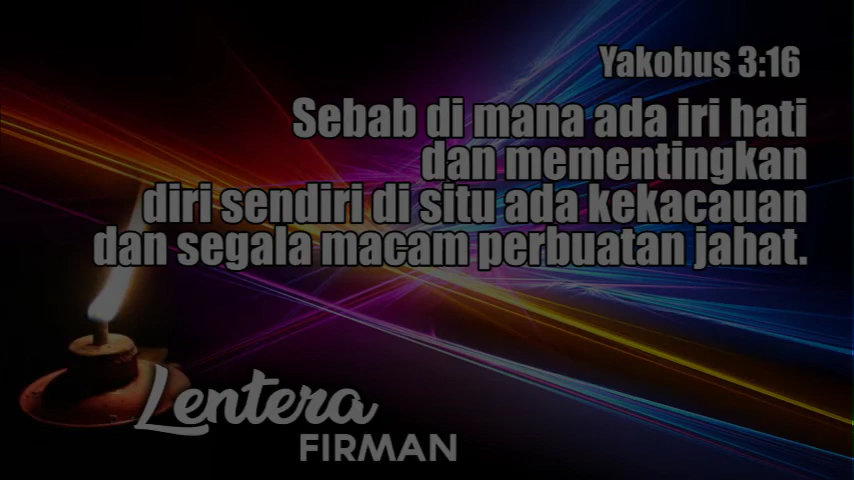 Yakobus 3:16
Sebab di mana ada iri hati
dan mementingkan
diri sendiri di situ ada kekacauan
dan segala macam perbuatan jahat.
Lentera
FIRMAN